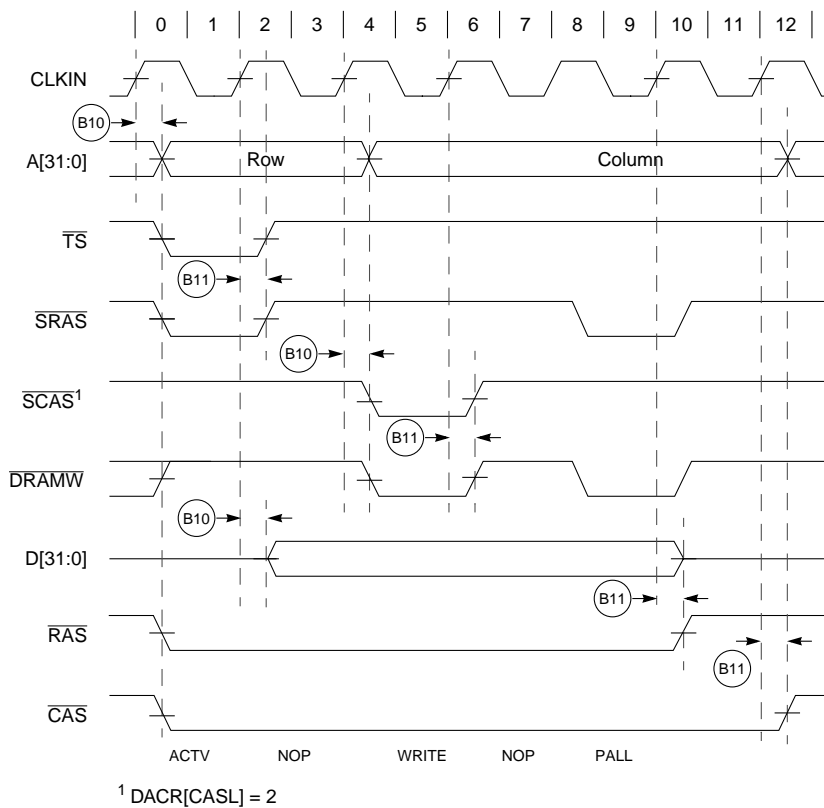 0 1 2 3 4 5 6 7 8 9 10 11 12
CLKIN
B10
A[31:0] Row Column
TS
B11
SRAS
B10
SCAS¹
B11
DRAMW
B10
D[31:0]
B11
RAS
B11
CAS
ACTV NOP WRITE NOP PALL
¹ DACR[CASL] = 2